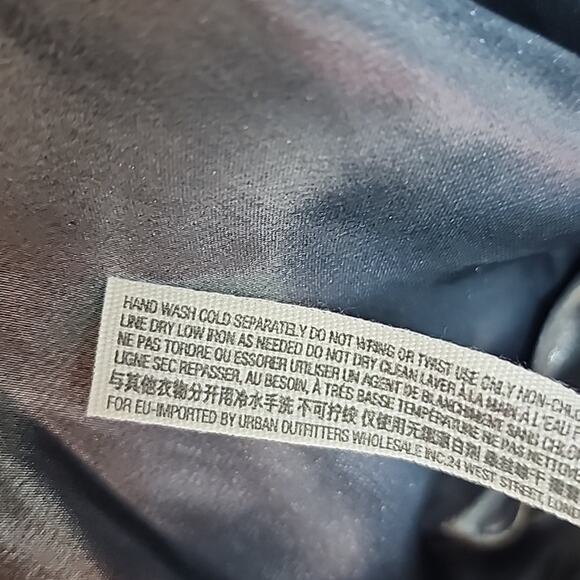 HAND WASH COLD SEPARATELY DO NOT WRING OR TWIST USE ONLY NON-CHL
LINE DRY LOW IRON AS NEEDED DO NOT DRY CLEAN LAVER À LA MAIN À L'EAU
NE PAS TORDRE OU ESSORER UTILISER UN AGENT DE BLANCHIMENT SANS CHLO
LIGNE SEC REPASSER, AU BESOIN, À TRÈS BASSE TEMPÉRATURE NE PAS NETTOYE
与其他衣物分开用冷水手洗 不可拧绞 仅使用无氯漂白剂
FOR EU-IMPORTED BY URBAN OUTFITTERS WHOLESALE INC-24 WEST STREET, LOND